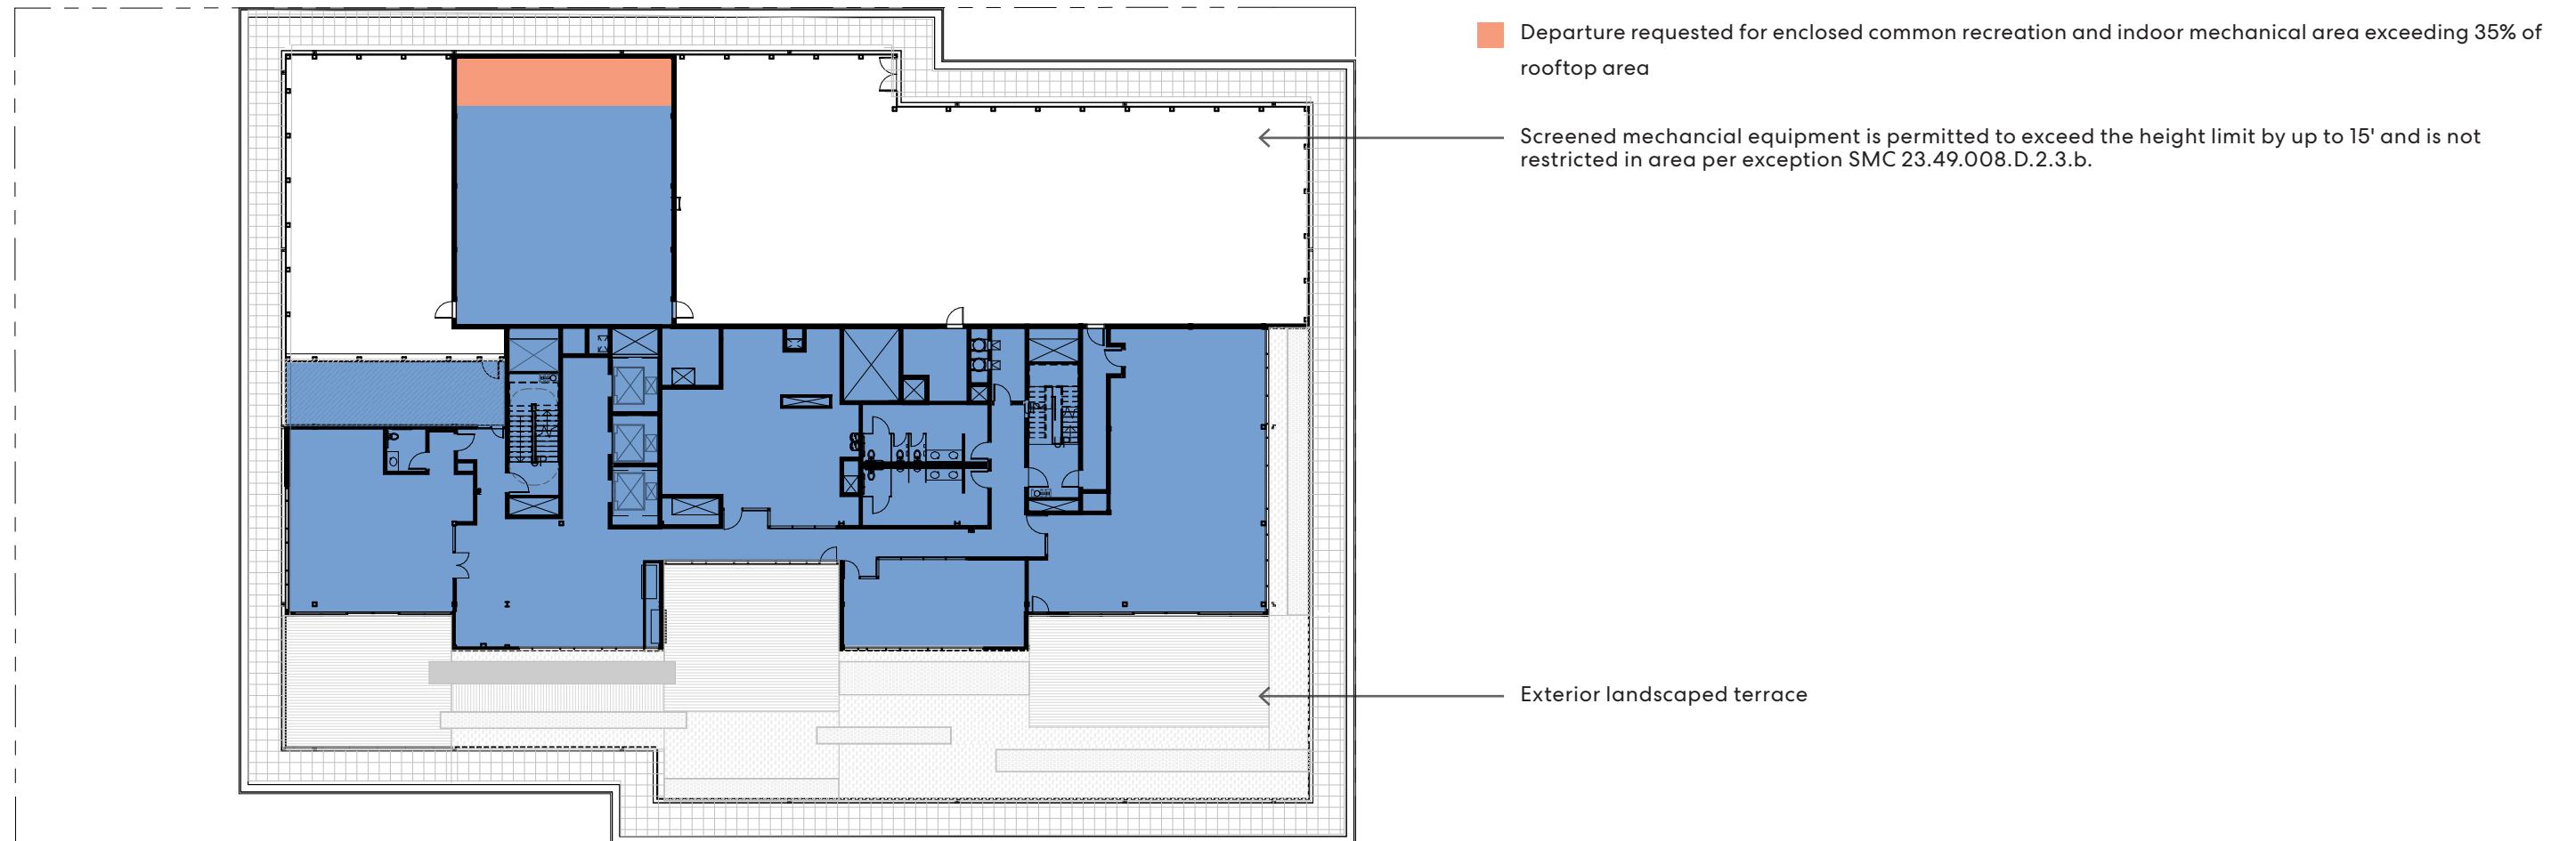 Departure requested for enclosed common recreation and indoor mechanical area exceeding 35% of
rooftop area
Screened mechancial equipment is permitted to exceed the height limit by up to 15' and is not
restricted in area per exception SMC 23.49.008.D.2.3.b.
Exterior landscaped terrace